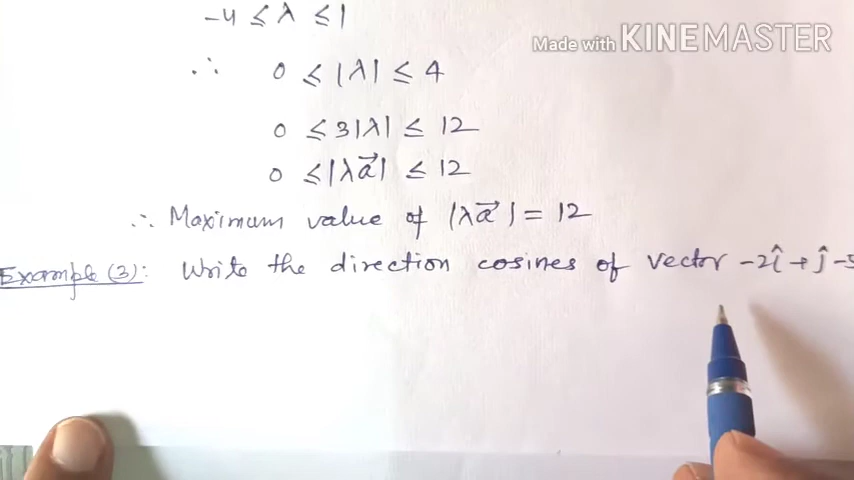 -4 ≤ λ ≤ 1
Made with KINEMASTER
∴ 0 ≤ |λ| ≤ 4
0 ≤ 3|λ| ≤ 12
0 ≤ |λa⃗| ≤ 12
∴ Maximum value of |λa⃗| = 12
Example (3): Write the direction cosines of vector -2î + ĵ -5